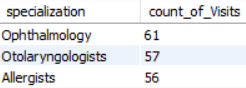 specialization count_of_Visits
Ophthalmology 61
Otolaryngologists 57
Allergists 56